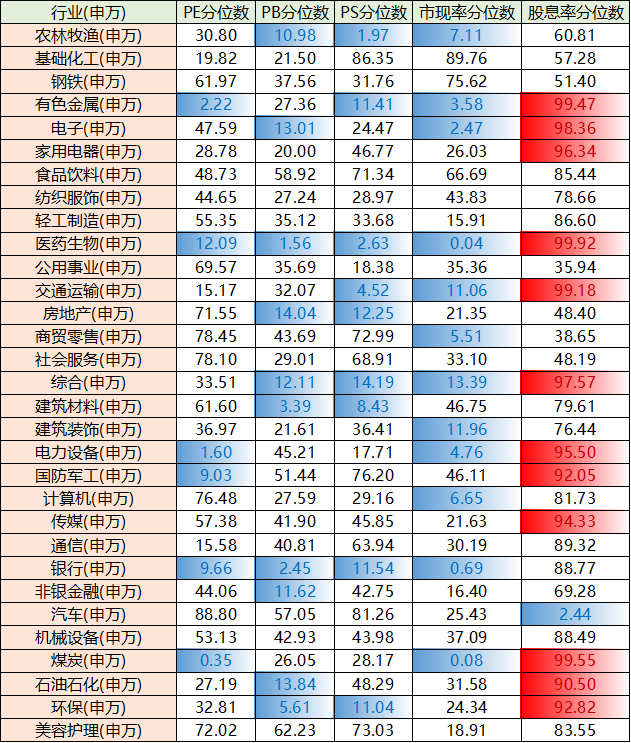 行业(申万) PE分位数 PB分位数 PS分位数 市现率分位数 股息率分位数
农林牧渔(申万) 30.80 10.98 1.97 7.11 60.81
基础化工(申万) 19.82 21.50 86.35 89.76 57.28
钢铁(申万) 61.97 37.56 31.76 75.62 51.40
有色金属(申万) 2.22 27.36 11.41 3.58 99.47
电子(申万) 47.59 13.01 24.47 2.47 98.36
家用电器(申万) 28.78 20.00 46.77 26.03 96.34
食品饮料(申万) 48.73 58.92 71.34 66.69 85.44
纺织服饰(申万) 44.65 27.24 28.97 43.83 78.66
轻工制造(申万) 55.35 35.12 33.68 15.91 86.60
医药生物(申万) 12.09 1.56 2.63 0.04 99.92
公用事业(申万) 69.57 35.69 18.38 35.36 35.94
交通运输(申万) 15.17 32.07 4.52 11.06 99.18
房地产(申万) 71.55 14.04 12.25 21.35 48.40
商贸零售(申万) 78.45 43.69 72.99 5.51 38.65
社会服务(申万) 78.10 29.01 68.91 33.10 48.19
综合(申万) 33.51 12.11 14.19 13.39 97.57
建筑材料(申万) 61.60 3.39 8.43 46.75 79.61
建筑装饰(申万) 36.97 21.61 36.41 11.96 76.44
电力设备(申万) 1.60 45.21 17.71 4.76 95.50
国防军工(申万) 9.03 51.44 76.20 46.11 92.05
计算机(申万) 76.48 27.59 29.16 6.65 81.73
传媒(申万) 57.38 41.90 45.85 21.63 94.33
通信(申万) 15.58 40.81 63.94 30.19 89.32
银行(申万) 9.66 2.45 11.54 0.69 88.77
非银金融(申万) 44.06 11.62 42.75 16.40 69.28
汽车(申万) 88.80 57.05 81.26 25.43 2.44
机械设备(申万) 53.13 42.93 43.98 37.09 88.49
煤炭(申万) 0.35 26.05 28.17 0.08 99.55
石油石化(申万) 27.19 13.84 48.29 31.58 90.50
环保(申万) 32.81 5.61 11.04 24.34 92.82
美容护理(申万) 72.02 62.23 73.03 18.91 83.55